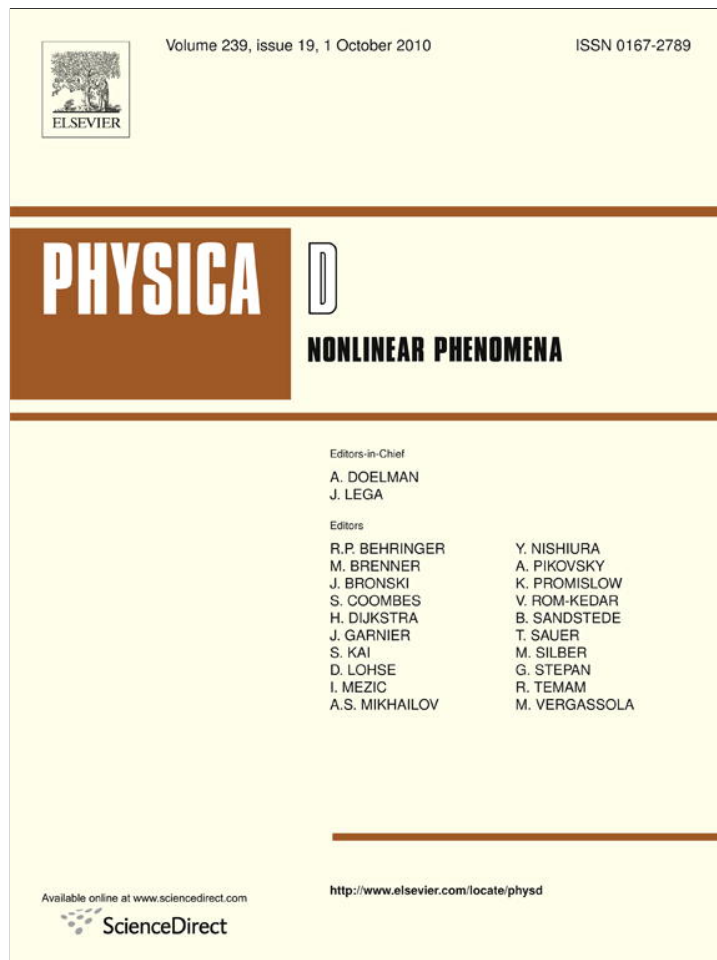 Volume 239, issue 19, 1 October 2010
ISSN 0167-2789
ELSEVIER
PHYSICA D
NONLINEAR PHENOMENA
Editors-in-Chief
A. DOELMAN
J. LEGA
Editors
R.P. BEHRINGER
M. BRENNER
J. BRONSKI
S. COOMBES
H. DIJKSTRA
J. GARNIER
S. KAI
D. LOHSE
I. MEZIC
A.S. MIKHAILOV
Y. NISHIURA
A. PIKOVSKY
K. PROMISLOW
V. ROM-KEDAR
B. SANDSTEDE
T. SAUER
M. SILBER
G. STEPAN
R. TEMAM
M. VERGASSOLA
Available online at www.sciencedirect.com
ScienceDirect
http://www.elsevier.com/locate/physd